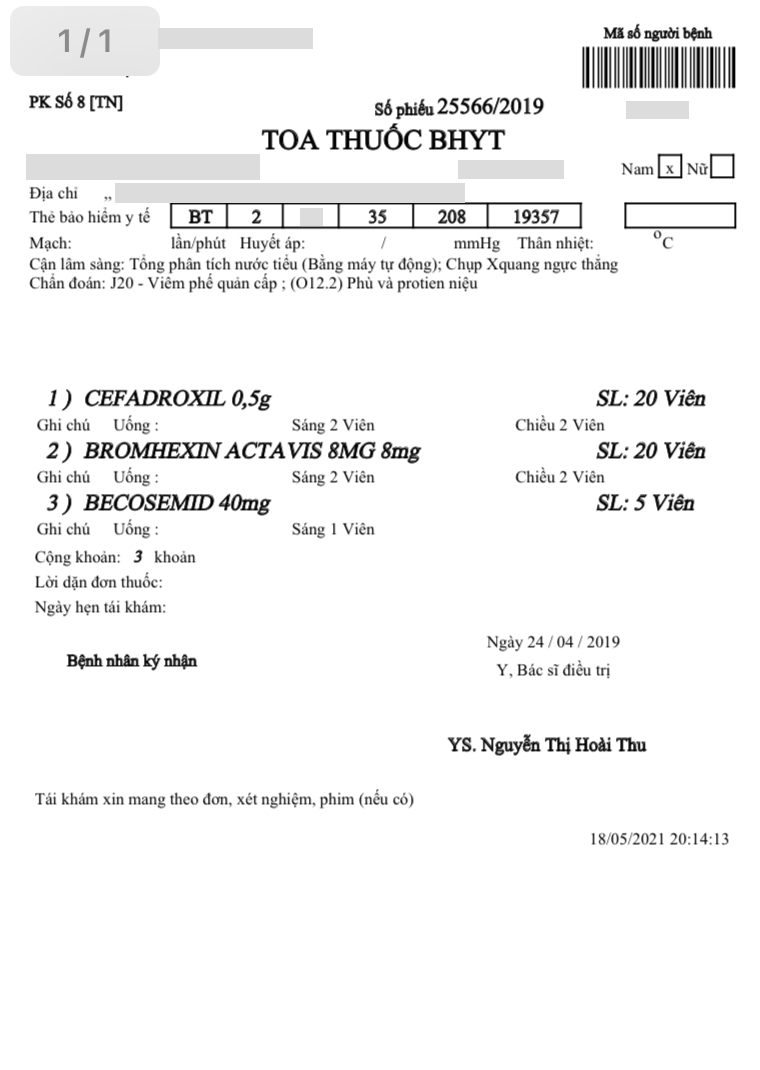 1/1
Mã số người bệnh
PK Số 8 [TN]
Số phiếu 25566/2019
TOA THUỐC BHYT
Nam x Nữ
Địa chỉ ,,
Thẻ bảo hiểm y tế BT 2 35 208 19357
Mạch: lần/phút Huyết áp: / mmHg Thân nhiệt: °C
Cận lâm sàng: Tổng phân tích nước tiểu (Bằng máy tự động); Chụp Xquang ngực thẳng
Chẩn đoán: J20 - Viêm phế quản cấp ; (O12.2) Phù và protien niệu
1 ) CEFADROXIL 0,5g SL: 20 Viên
Ghi chú Uống : Sáng 2 Viên Chiều 2 Viên
2 ) BROMHEXIN ACTAVIS 8MG 8mg SL: 20 Viên
Ghi chú Uống : Sáng 2 Viên Chiều 2 Viên
3 ) BECOSEMID 40mg SL: 5 Viên
Ghi chú Uống : Sáng 1 Viên
Cộng khoản: 3 khoản
Lời dặn đơn thuốc:
Ngày hẹn tái khám:
Ngày 24 / 04 / 2019
Bệnh nhân ký nhận
Y, Bác sĩ điều trị
YS. Nguyễn Thị Hoài Thu
Tái khám xin mang theo đơn, xét nghiệm, phim (nếu có)
18/05/2021 20:14:13